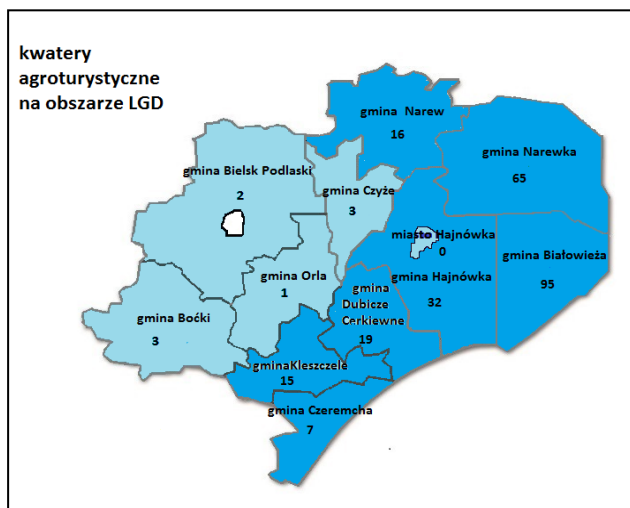 kwatery
agroturystyczne
na obszarze LGD
gmina Narew
16
gmina Narewka
65
gmina Bielsk Podlaski
2
gmina Czyże
3
miasto Hajnówka
0
gmina Białowieża
95
gmina Hajnówka
32
gmina Orla
1
gmina
Dubicze
Cerkiewne
19
gmina Boćki
3
gminaKleszczele
15
gmina Czeremcha
7